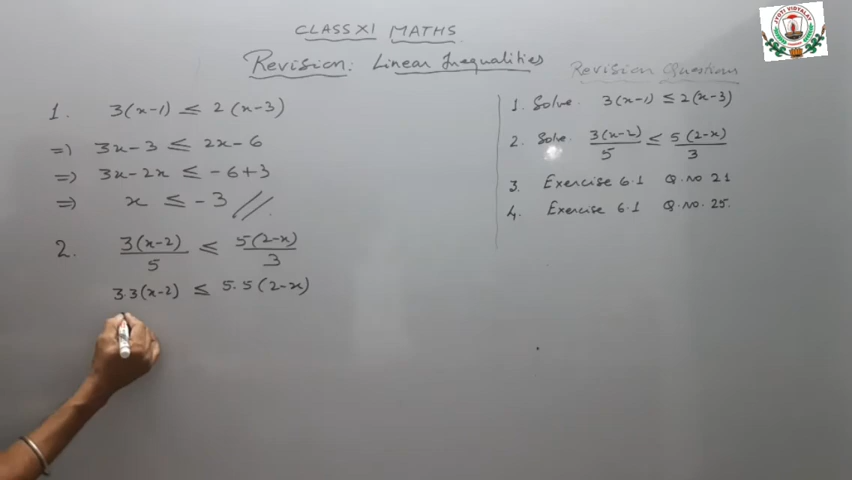 CLASS XI MATHS
Revision: Linear Inequalities
1. 3(x-1) ≤ 2(x-3)
=> 3x-3 ≤ 2x-6
=> 3x-2x ≤ -6+3
=> x ≤ -3 //
2. 3(x-2)/5 ≤ 5(2-x)/3
3.3(x-2) ≤ 5.5(2-x)
Revision Questions
1. Solve. 3(x-1) ≤ 2(x-3)
2. Solve. 3(x-2)/5 ≤ 5(2-x)/3
3. Exercise 6.1 Q.no. 21
4. Exercise 6.1 Q.no. 25.
JYOTI VIDYALAY